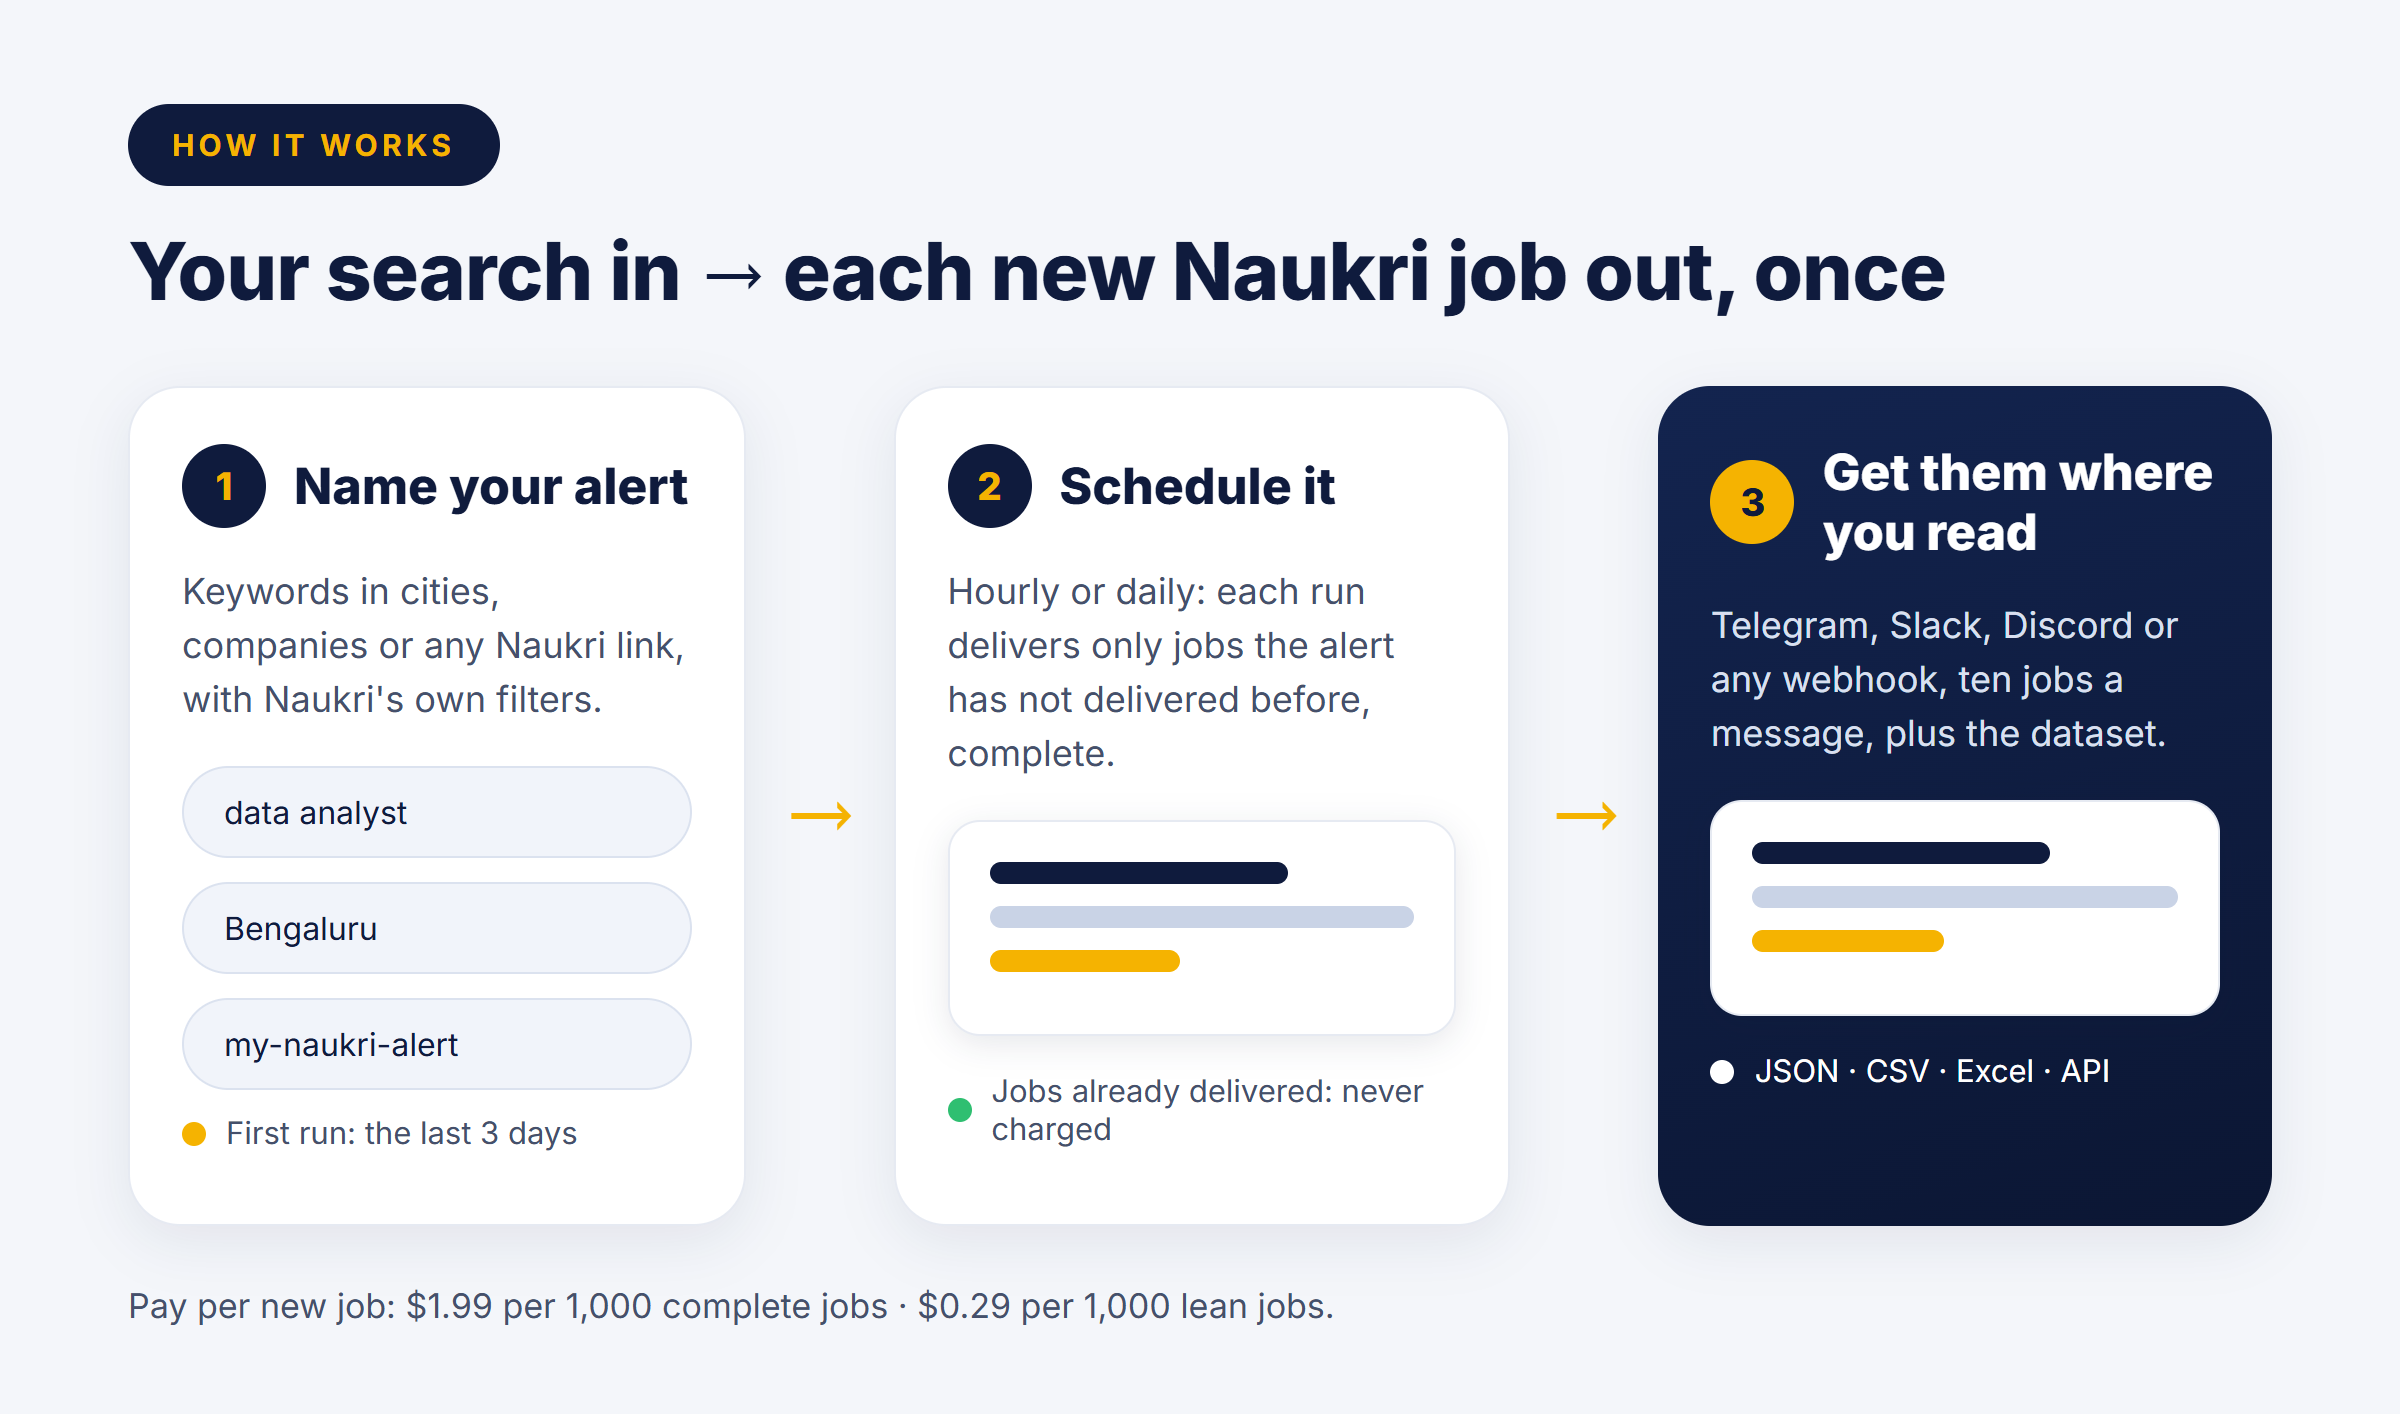 HOW IT WORKS
Your search in → each new Naukri job out, once
1
Name your alert
Keywords in cities,
companies or any Naukri link,
with Naukri's own filters.
data analyst
Bengaluru
my-naukri-alert
First run: the last 3 days
→
2
Schedule it
Hourly or daily: each run
delivers only jobs the alert
has not delivered before,
complete.
Jobs already delivered: never
charged
→
3
Get them where
you read
Telegram, Slack, Discord or
any webhook, ten jobs a
message, plus the dataset.
JSON · CSV · Excel · API
Pay per new job: $1.99 per 1,000 complete jobs · $0.29 per 1,000 lean jobs.